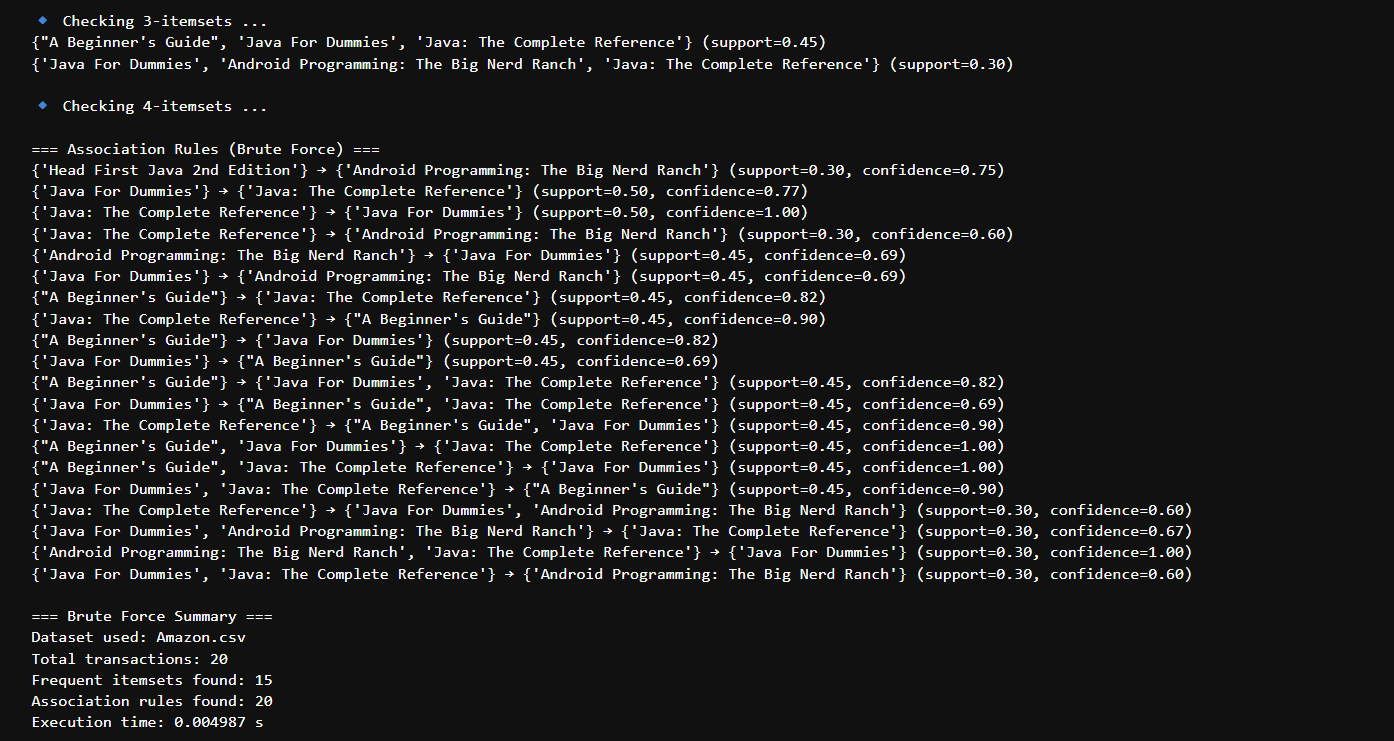 🔹 Checking 3-itemsets ...
{"A Beginner's Guide", 'Java For Dummies', 'Java: The Complete Reference'} (support=0.45)
{'Java For Dummies', 'Android Programming: The Big Nerd Ranch', 'Java: The Complete Reference'} (support=0.30)
🔹 Checking 4-itemsets ...
=== Association Rules (Brute Force) ===
{'Head First Java 2nd Edition'} → {'Android Programming: The Big Nerd Ranch'} (support=0.30, confidence=0.75)
{'Java For Dummies'} → {'Java: The Complete Reference'} (support=0.50, confidence=0.77)
{'Java: The Complete Reference'} → {'Java For Dummies'} (support=0.50, confidence=1.00)
{'Java: The Complete Reference'} → {'Android Programming: The Big Nerd Ranch'} (support=0.30, confidence=0.60)
{'Android Programming: The Big Nerd Ranch'} → {'Java For Dummies'} (support=0.45, confidence=0.69)
{'Java For Dummies'} → {'Android Programming: The Big Nerd Ranch'} (support=0.45, confidence=0.69)
{"A Beginner's Guide"} → {'Java: The Complete Reference'} (support=0.45, confidence=0.82)
{'Java: The Complete Reference'} → {"A Beginner's Guide"} (support=0.45, confidence=0.90)
{"A Beginner's Guide"} → {'Java For Dummies'} (support=0.45, confidence=0.82)
{'Java For Dummies'} → {"A Beginner's Guide"} (support=0.45, confidence=0.69)
{"A Beginner's Guide"} → {'Java For Dummies', 'Java: The Complete Reference'} (support=0.45, confidence=0.82)
{'Java For Dummies'} → {"A Beginner's Guide", 'Java: The Complete Reference'} (support=0.45, confidence=0.69)
{'Java: The Complete Reference'} → {"A Beginner's Guide", 'Java For Dummies'} (support=0.45, confidence=0.90)
{"A Beginner's Guide", 'Java For Dummies'} → {'Java: The Complete Reference'} (support=0.45, confidence=1.00)
{"A Beginner's Guide", 'Java: The Complete Reference'} → {'Java For Dummies'} (support=0.45, confidence=1.00)
{'Java For Dummies', 'Java: The Complete Reference'} → {"A Beginner's Guide"} (support=0.45, confidence=0.90)
{'Java: The Complete Reference'} → {'Java For Dummies', 'Android Programming: The Big Nerd Ranch'} (support=0.30, confidence=0.60)
{'Java For Dummies', 'Android Programming: The Big Nerd Ranch'} → {'Java: The Complete Reference'} (support=0.30, confidence=0.67)
{'Android Programming: The Big Nerd Ranch', 'Java: The Complete Reference'} → {'Java For Dummies'} (support=0.30, confidence=1.00)
{'Java For Dummies', 'Java: The Complete Reference'} → {'Android Programming: The Big Nerd Ranch'} (support=0.30, confidence=0.60)
=== Brute Force Summary ===
Dataset used: Amazon.csv
Total transactions: 20
Frequent itemsets found: 15
Association rules found: 20
Execution time: 0.004987 s